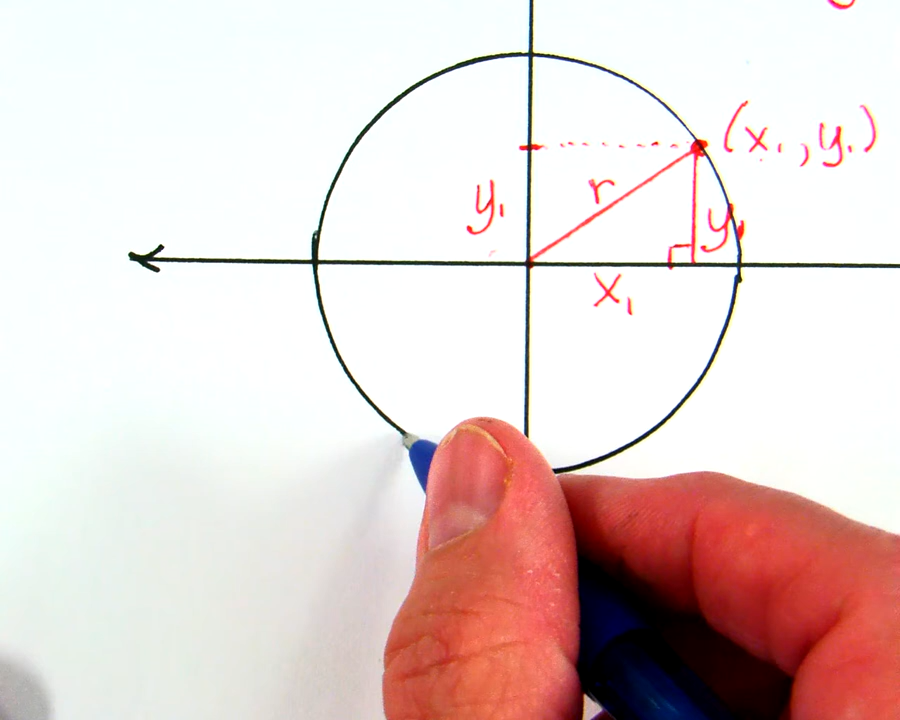 (x₁, y₁)
r
y₁
y₁
x₁